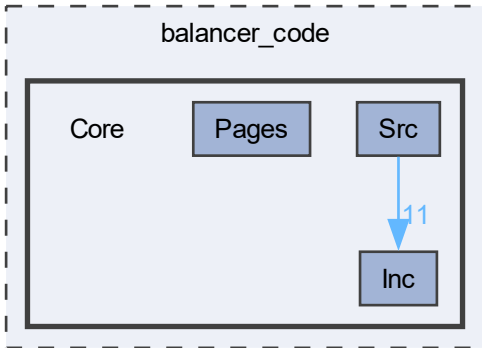 balancer_code
Core
Pages
Src
11
Inc